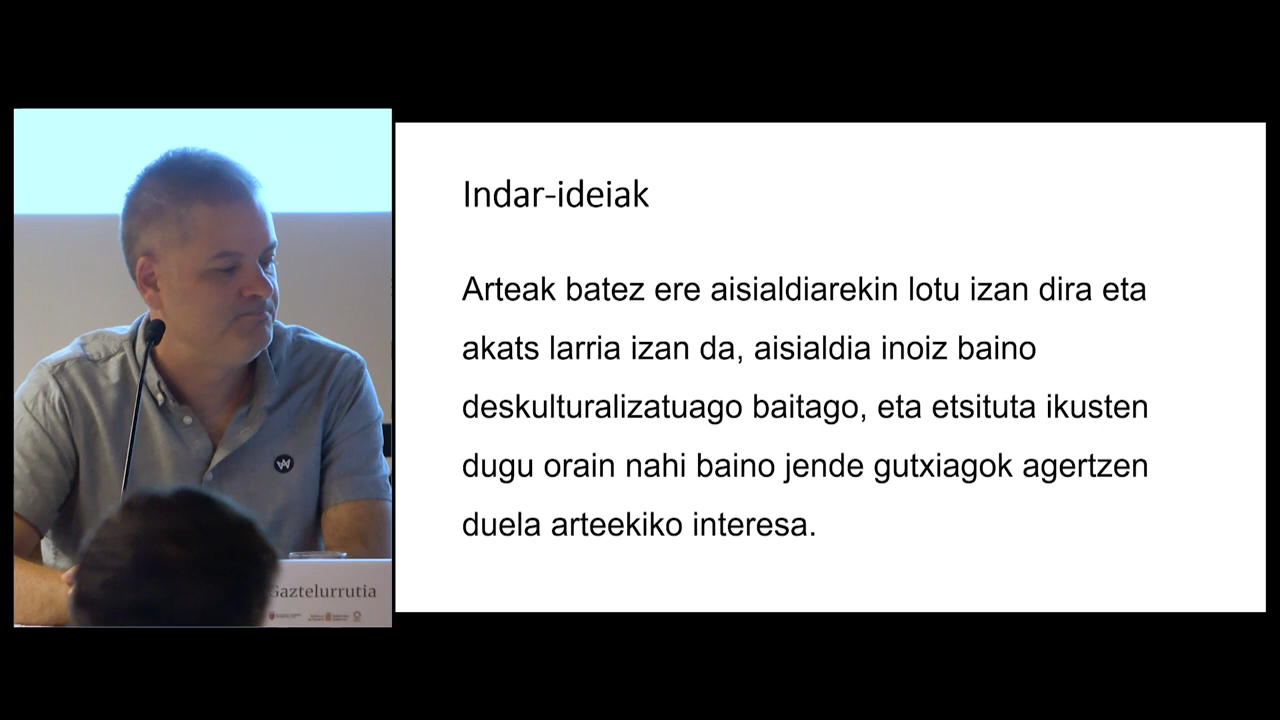 Indar-ideiak
Arteak batez ere aisialdiarekin lotu izan dira eta
akats larria izan da, aisialdia inoiz baino
deskulturalizatuago baitago, eta etsituta ikusten
dugu orain nahi baino jende gutxiagok agertzen
duela arteekiko interesa.
Gaztelurrutia